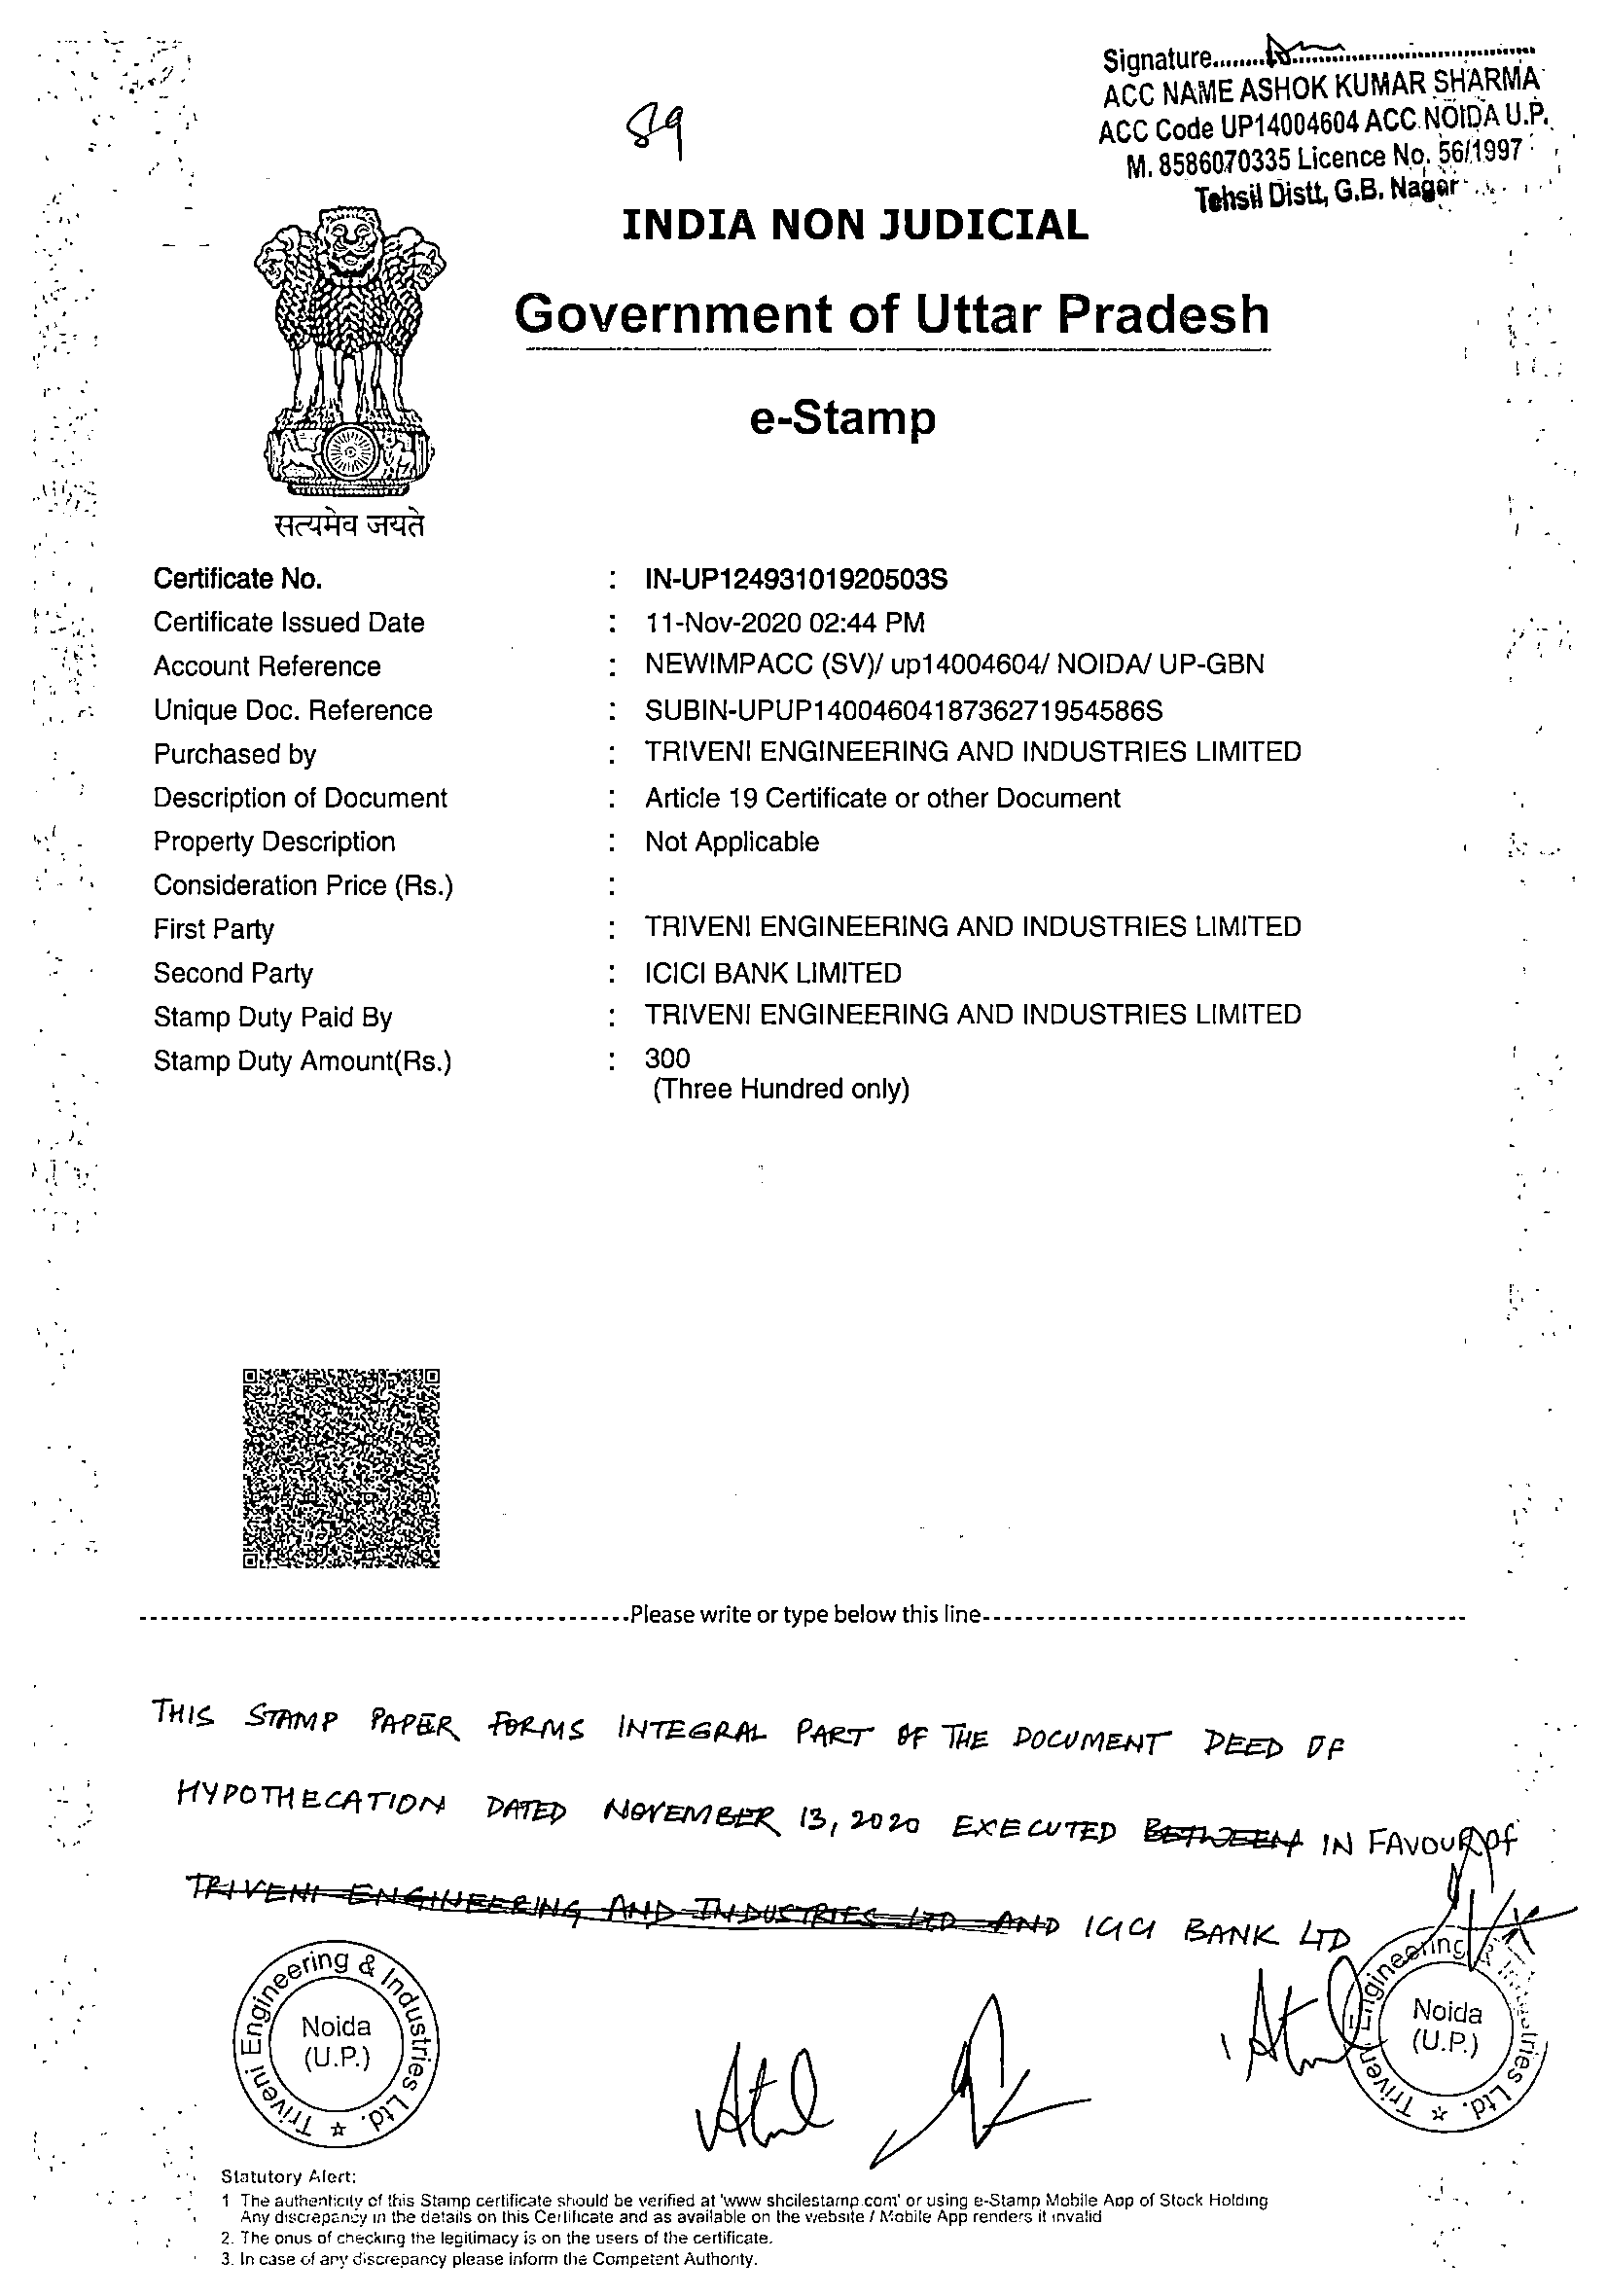 Signature
ACC NAME ASHOK KUMAR SHARMA
ACC Code UP14004604 ACC NOIDA U.P.
M. 8586070335 Licence No. 56/1997
Tehsil Distt, G.B. Nagar
89
INDIA NON JUDICIAL
Government of Uttar Pradesh
e-Stamp
सत्यमेव जयते
Certificate No. : IN-UP12493101920503S
Certificate Issued Date : 11-Nov-2020 02:44 PM
Account Reference : NEWIMPACC (SV)/ up14004604/ NOIDA/ UP-GBN
Unique Doc. Reference : SUBIN-UPUP1400460418736271954586S
Purchased by : TRIVENI ENGINEERING AND INDUSTRIES LIMITED
Description of Document : Article 19 Certificate or other Document
Property Description : Not Applicable
Consideration Price (Rs.) :
First Party : TRIVENI ENGINEERING AND INDUSTRIES LIMITED
Second Party : ICICI BANK LIMITED
Stamp Duty Paid By : TRIVENI ENGINEERING AND INDUSTRIES LIMITED
Stamp Duty Amount(Rs.) : 300
(Three Hundred only)
Please write or type below this line
THIS STAMP PAPER FORMS INTEGRAL PART OF THE DOCUMENT DEED OF
HYPOTHECATION DATED NOVEMBER 13, 2020 EXECUTED BETWEEN IN FAVOUR OF
TRIVENI ENGINEERING AND INDUSTRIES LTD AND ICICI BANK LTD
Triveni Engineering & Industries Ltd.
Noida
(U.P.)
Atul
Atul
Triveni Engineering & Industries Ltd.
Noida
(U.P.)
Statutory Alert:
1 The authenticity of this Stamp certificate should be verified at 'www shcilestamp.com' or using e-Stamp Mobile App of Stock Holding
Any discrepancy in the details on this Certificate and as available on the website / Mobile App renders it invalid
2. The onus of checking the legitimacy is on the users of the certificate.
3. In case of any discrepancy please inform the Competent Authority.